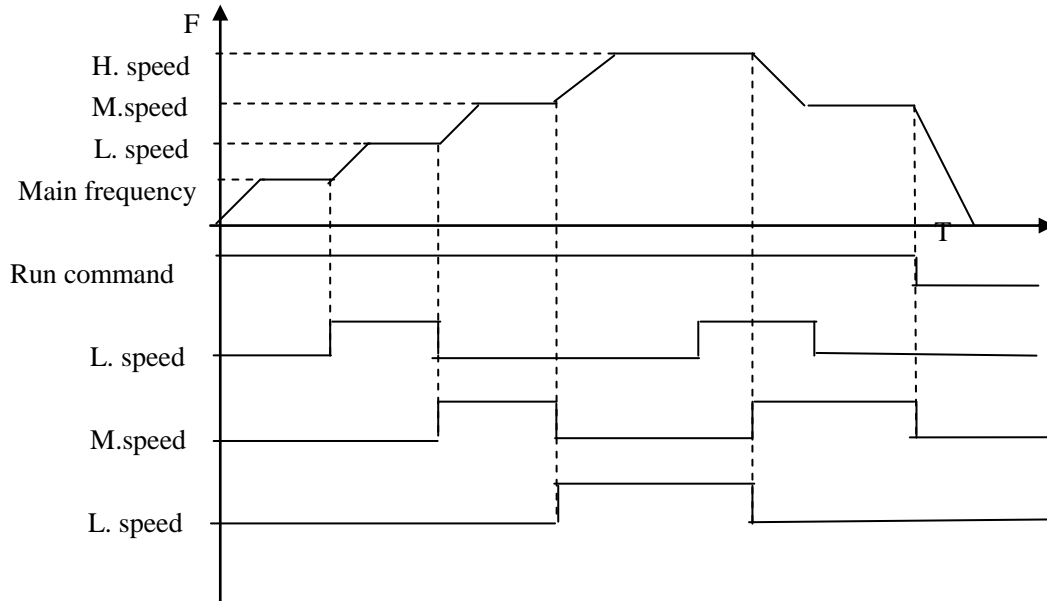 F
H. speed
M.speed
L. speed
Main frequency
T
Run command
L. speed
M.speed
L. speed